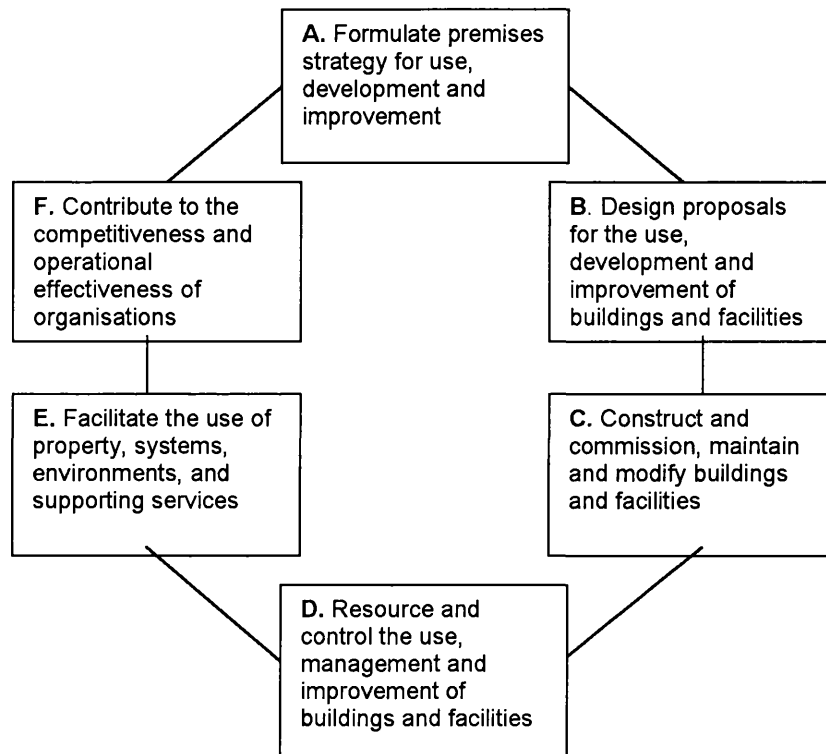 A. Formulate premises
strategy for use,
development and
improvement
B. Design proposals
for the use,
development and
improvement of
buildings and facilities
C. Construct and
commission, maintain
and modify buildings
and facilities
D. Resource and
control the use,
management and
improvement of
buildings and facilities
E. Facilitate the use of
property, systems,
environments, and
supporting services
F. Contribute to the
competitiveness and
operational
effectiveness of
organisations